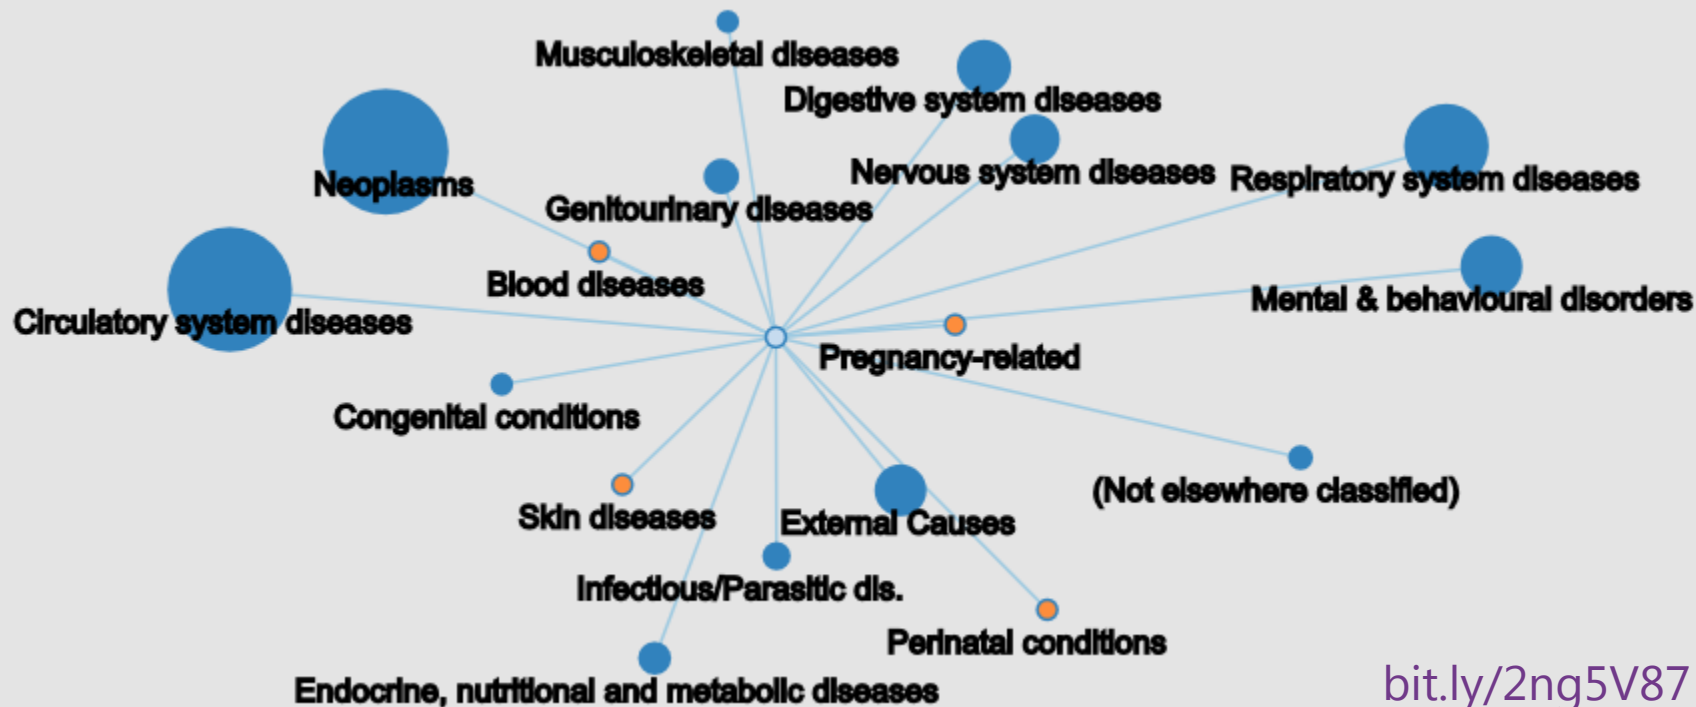 Musculoskeletal diseases
Digestive system diseases
Neoplasms
Nervous system diseases
Respiratory system diseases
Genitourinary diseases
Blood diseases
Mental & behavioural disorders
Circulatory system diseases
Pregnancy-related
Congenital conditions
(Not elsewhere classified)
Skin diseases
External Causes
Infectious/Parasitic dis.
Perinatal conditions
Endocrine, nutritional and metabolic diseases
bit.ly/2ng5V87